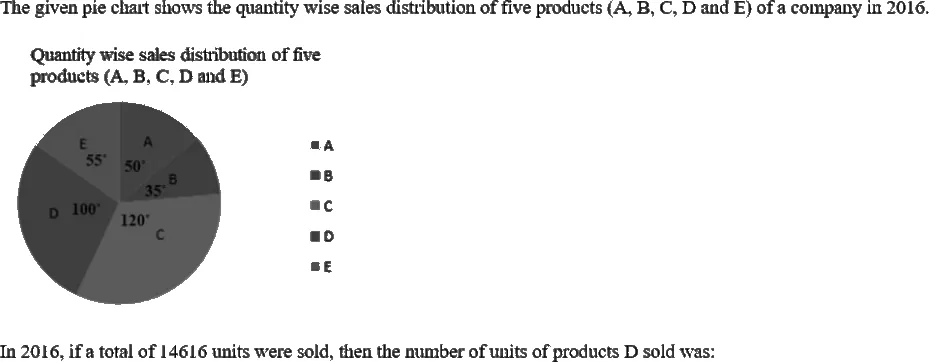 The given pie chart shows the quantity wise sales distribution of five products (A, B, C, D and E) of a company in 2016.
Quantity wise sales distribution of five
products (A, B, C, D and E)
E
55°
A
50°
B
35°
D 100°
120°
C
A
B
C
D
E
In 2016, if a total of 14616 units were sold, then the number of units of products D sold was: